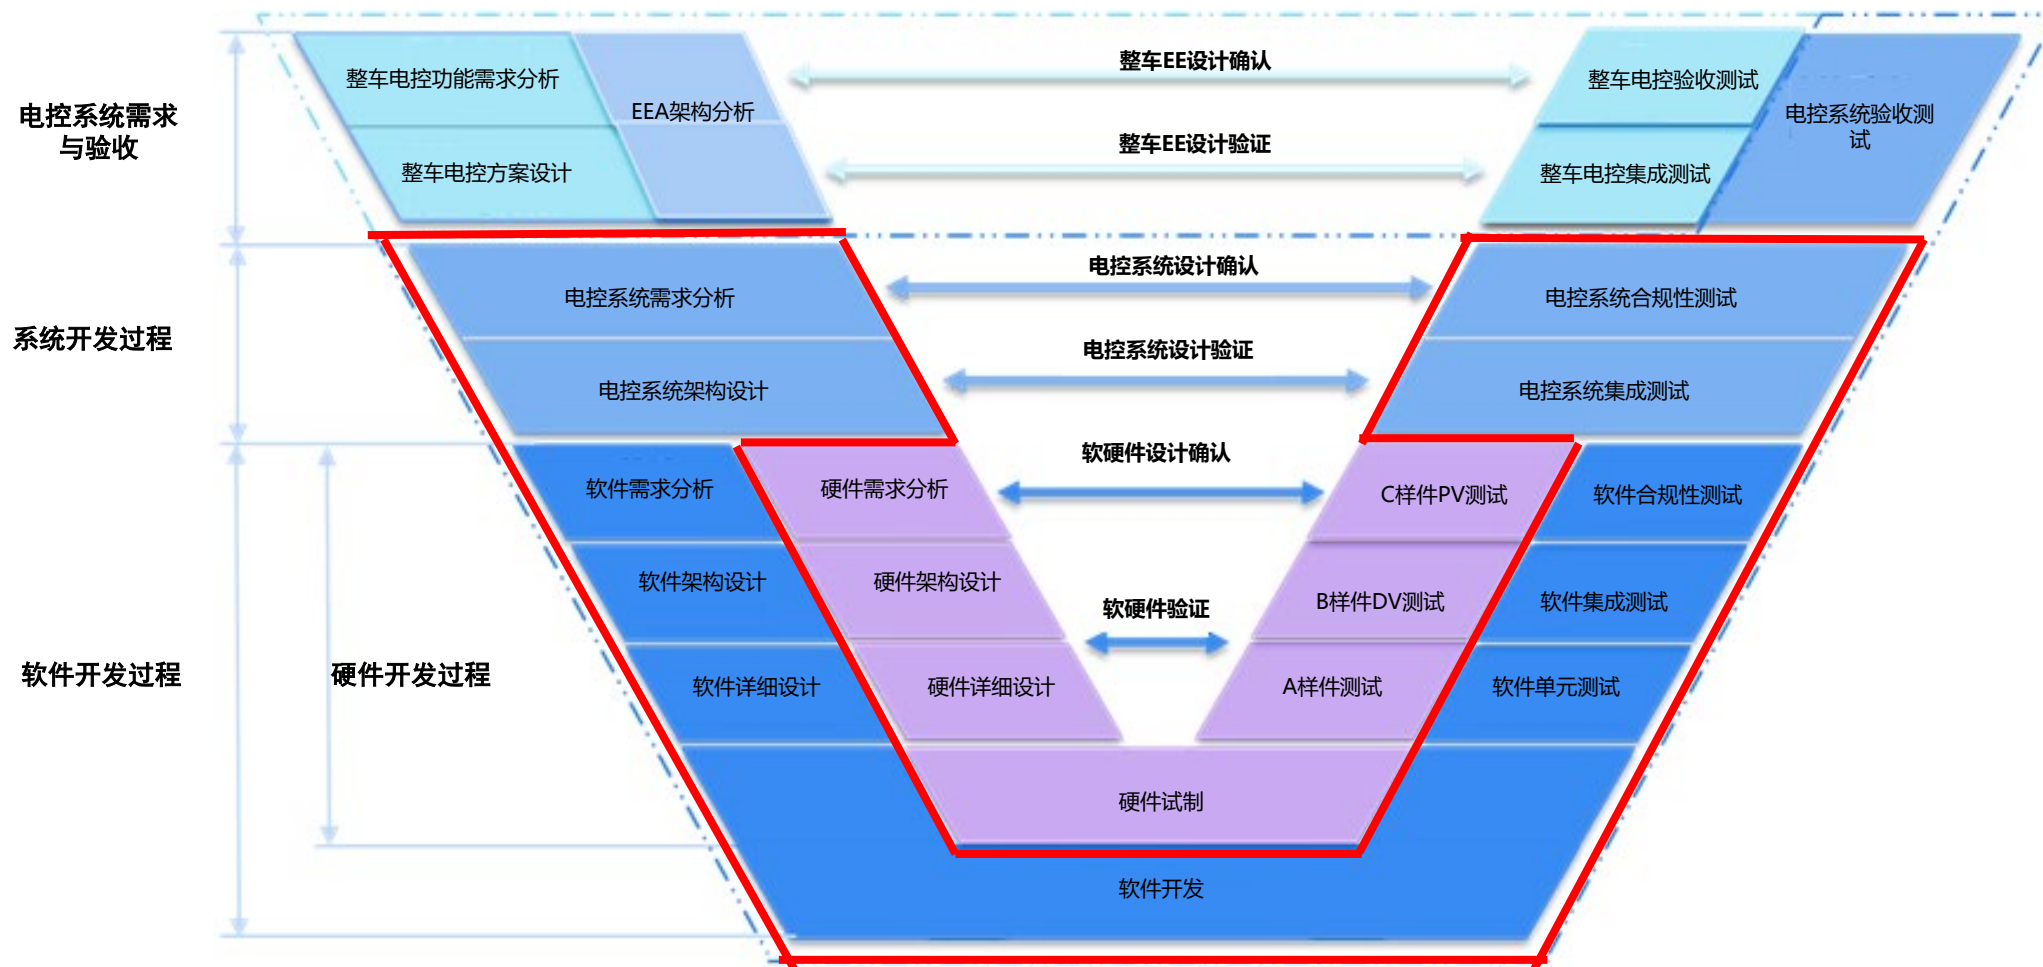 整车EE设计确认
整车电控功能需求分析
整车电控验收测试
EEA架构分析
电控系统需求
与验收
电控系统验收测
试
整车EE设计验证
整车电控方案设计
整车电控集成测试
电控系统设计确认
电控系统需求分析
电控系统合规性测试
系统开发过程
电控系统设计验证
电控系统架构设计
电控系统集成测试
软硬件设计确认
软件需求分析
硬件需求分析
C样件PV测试
软件合规性测试
软件架构设计
硬件架构设计
软硬件验证
B样件DV测试
软件集成测试
软件开发过程
硬件开发过程
软件详细设计
硬件详细设计
A样件测试
软件单元测试
硬件试制
软件开发